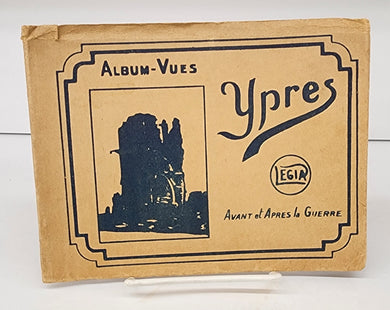 ALBUM-VUES
Ypres
LEGIA
AVANT et APRES la GUERRE